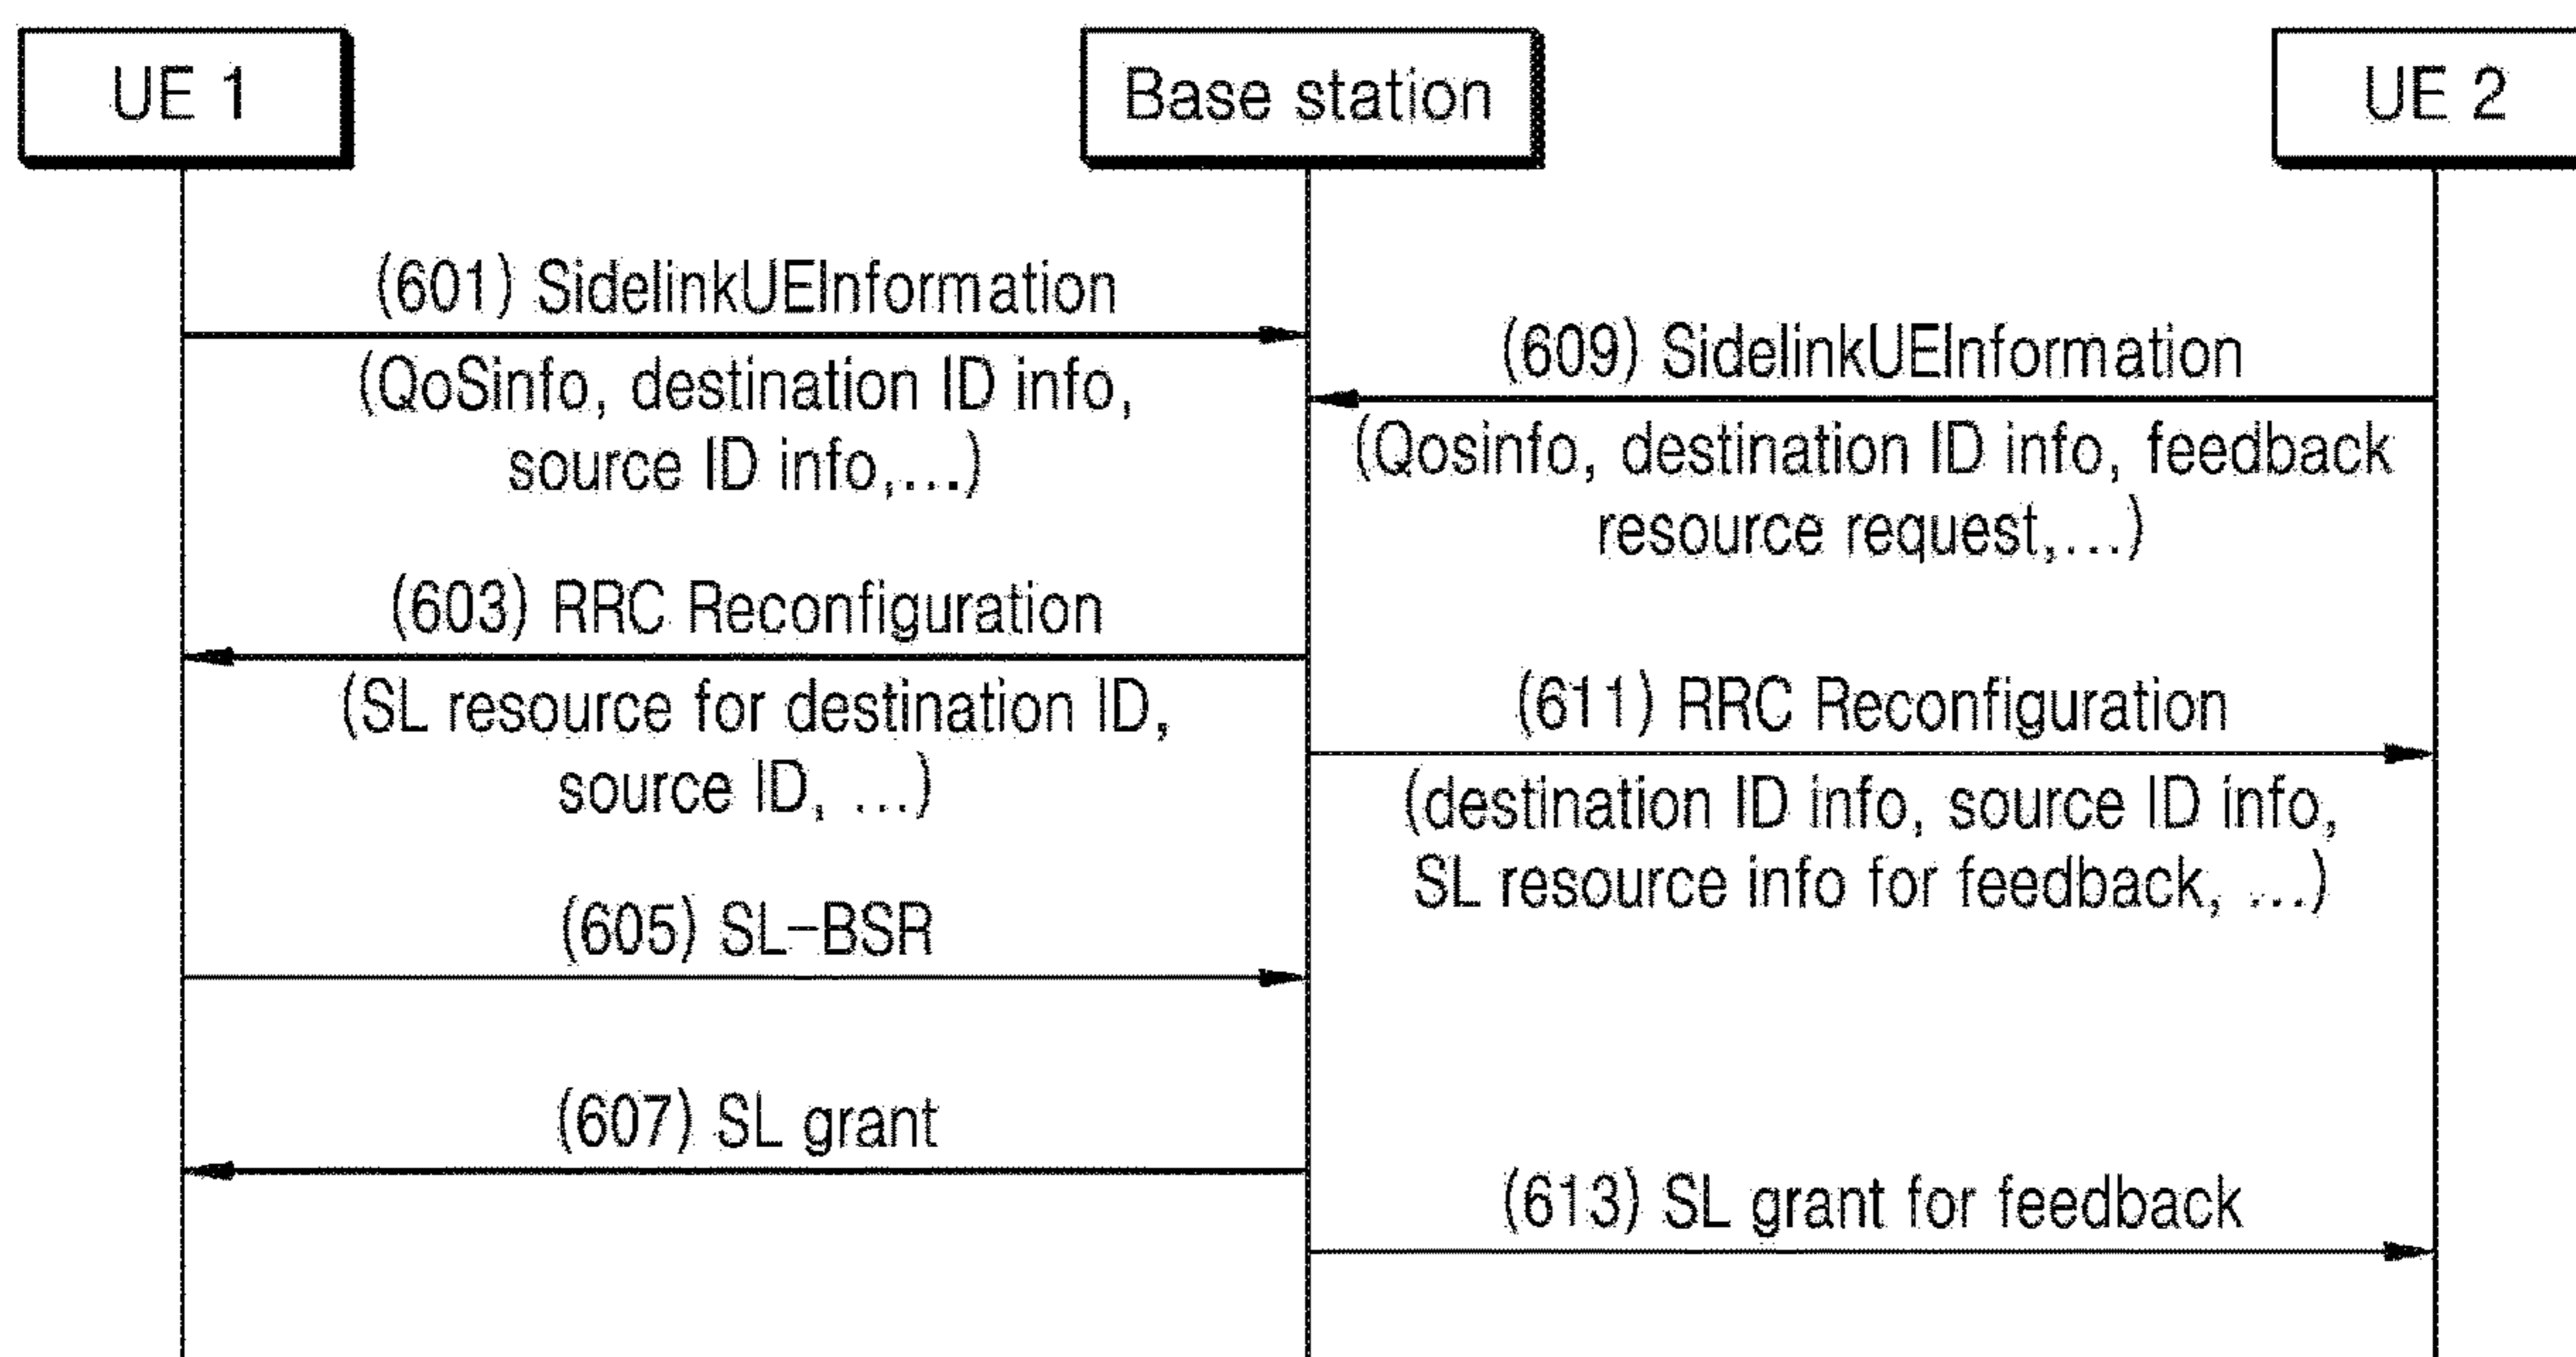 UE 1
Base station
UE 2
(601) SidelinkUEInformation
(QoSinfo, destination ID info,
source ID info,...)
(609) SidelinkUEInformation
(Qosinfo, destination ID info, feedback
resource request,...)
(603) RRC Reconfiguration
(SL resource for destination ID,
source ID, ...)
(611) RRC Reconfiguration
(destination ID info, source ID info,
SL resource info for feedback, ...)
(605) SL-BSR
(607) SL grant
(613) SL grant for feedback